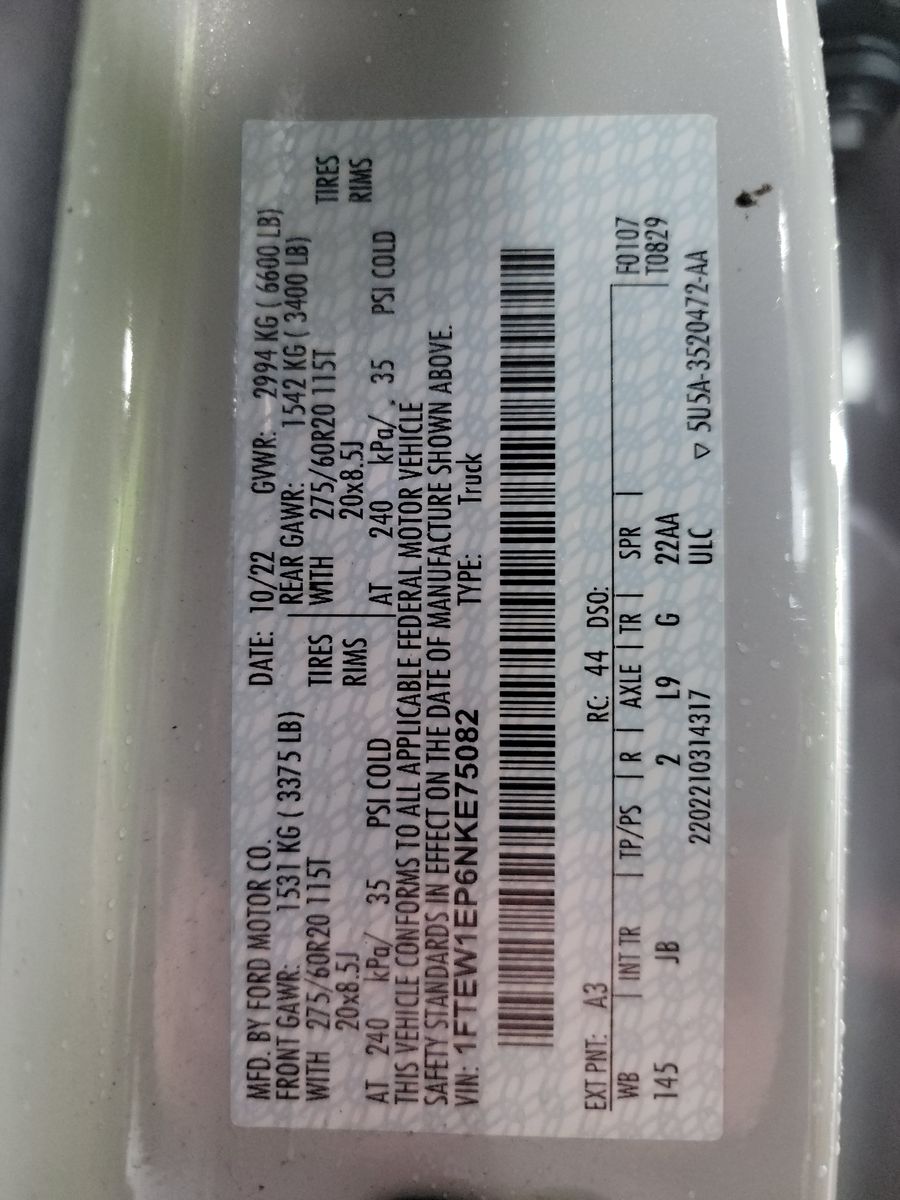 MFD. BY FORD MOTOR CO. DATE: 10/22 GVWR: 2994 KG ( 6600 LB)
FRONT GAWR: 1531 KG ( 3375 LB) REAR GAWR: 1542 KG ( 3400 LB)
WITH 275/60R20 115T TIRES WITH 275/60R20 115T TIRES
20x8.5J RIMS 20x8.5J RIMS
AT 240 kPa/ 35 PSI COLD AT 240 kPa/ 35 PSI COLD
THIS VEHICLE CONFORMS TO ALL APPLICABLE FEDERAL MOTOR VEHICLE
SAFETY STANDARDS IN EFFECT ON THE DATE OF MANUFACTURE SHOWN ABOVE.
VIN: 1FTEW1EP6NKE75082 TYPE: Truck
EXT PNT: A3 RC: 44 DSO:
WB INT TR TP/PS R AXLE TR SPR F0107
145 JB 2 L9 G 22AA T0829
2202210314317 ULC ▽ 5U5A-3520472-AA